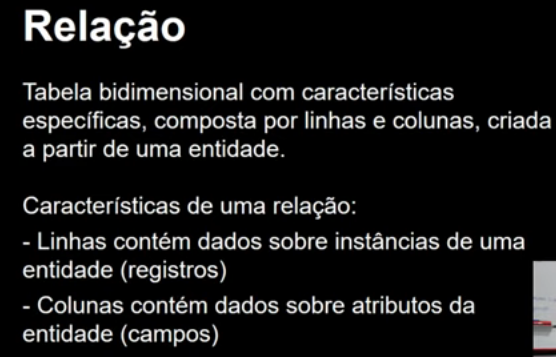 Relação
Tabela bidimensional com características
específicas, composta por linhas e colunas, criada
a partir de uma entidade.
Características de uma relação:
- Linhas contém dados sobre instâncias de uma
entidade (registros)
- Colunas contém dados sobre atributos da
entidade (campos)